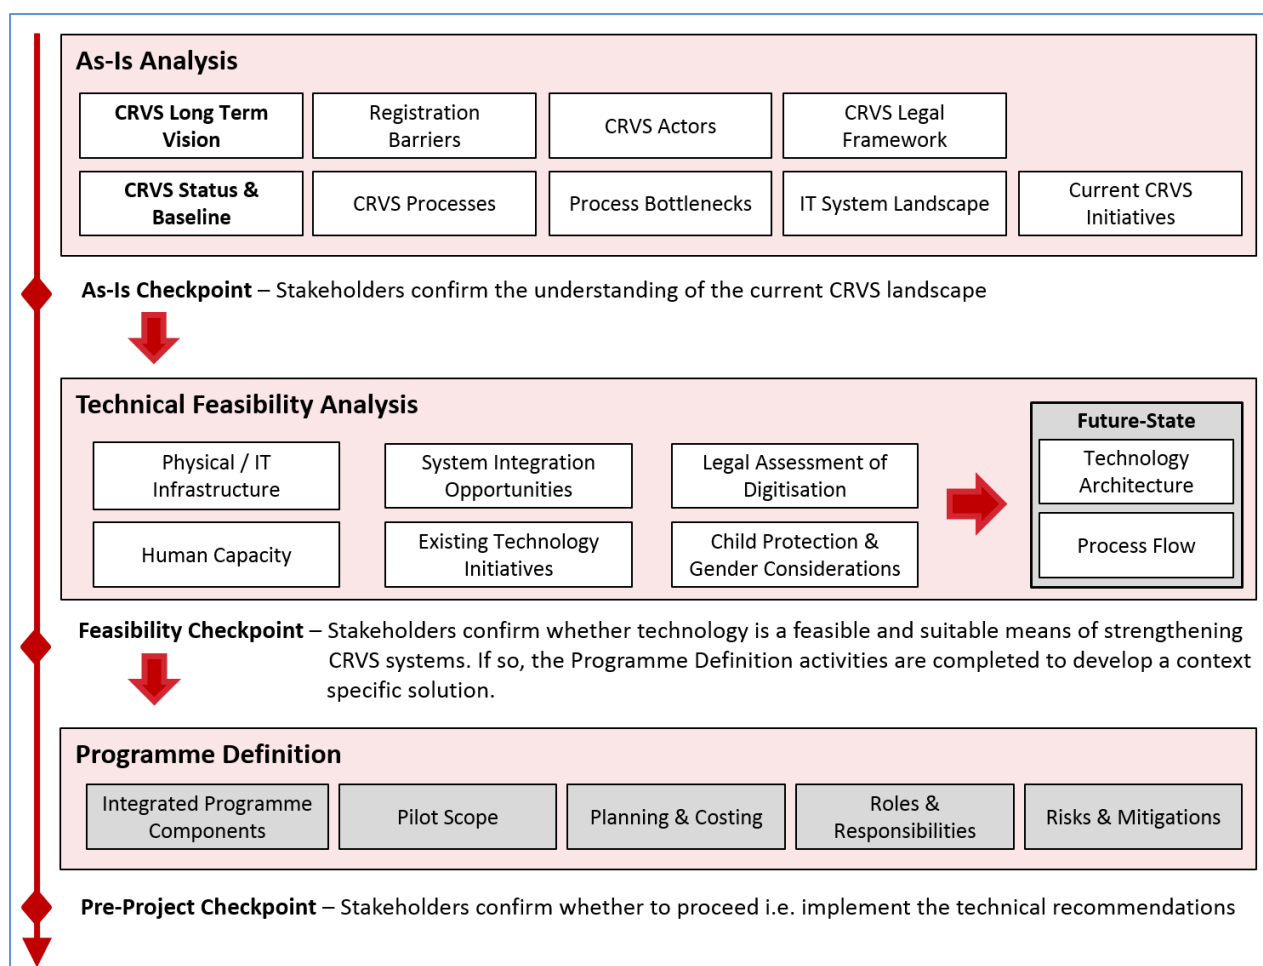 As-Is Analysis
CRVS Long Term
Vision
Registration
Barriers
CRVS Actors
CRVS Legal
Framework
CRVS Status &
Baseline
CRVS Processes
Process Bottlenecks
IT System Landscape
Current CRVS
Initiatives
As-Is Checkpoint – Stakeholders confirm the understanding of the current CRVS landscape
Technical Feasibility Analysis
Physical / IT
Infrastructure
System Integration
Opportunities
Legal Assessment of
Digitisation
Human Capacity
Existing Technology
Initiatives
Child Protection &
Gender Considerations
Future-State
Technology
Architecture
Process Flow
Feasibility Checkpoint – Stakeholders confirm whether technology is a feasible and suitable means of strengthening
CRVS systems. If so, the Programme Definition activities are completed to develop a context
specific solution.
Programme Definition
Integrated Programme
Components
Pilot Scope
Planning & Costing
Roles &
Responsibilities
Risks & Mitigations
Pre-Project Checkpoint – Stakeholders confirm whether to proceed i.e. implement the technical recommendations